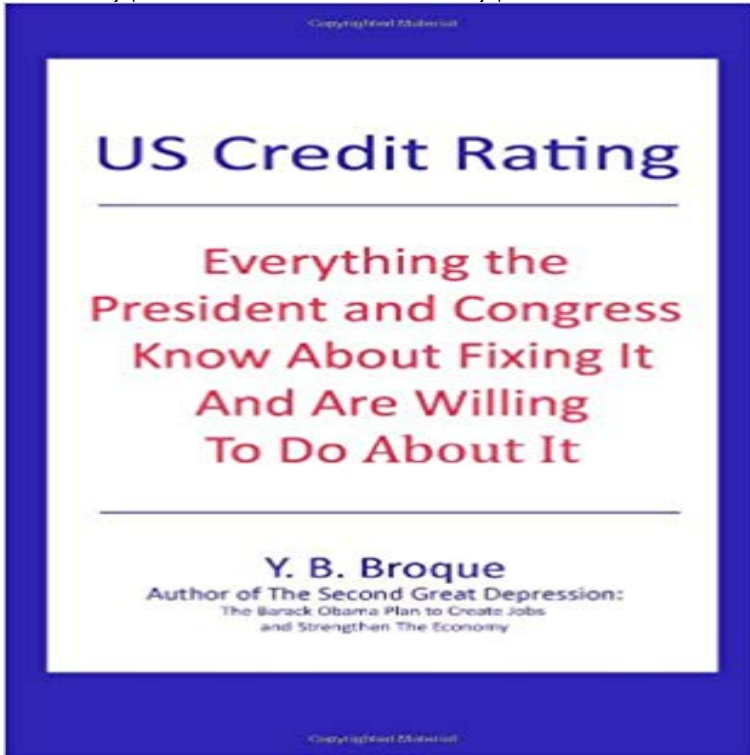 Copyrighted Material
US Credit Rating
Everything the
President and Congress
Know About Fixing It
And Are Willing
To Do About It
Y. B. Broque
Author of The Second Great Depression:
The Barack Obama Plan to Create Jobs
and Strengthen The Economy
Copyrighted Material